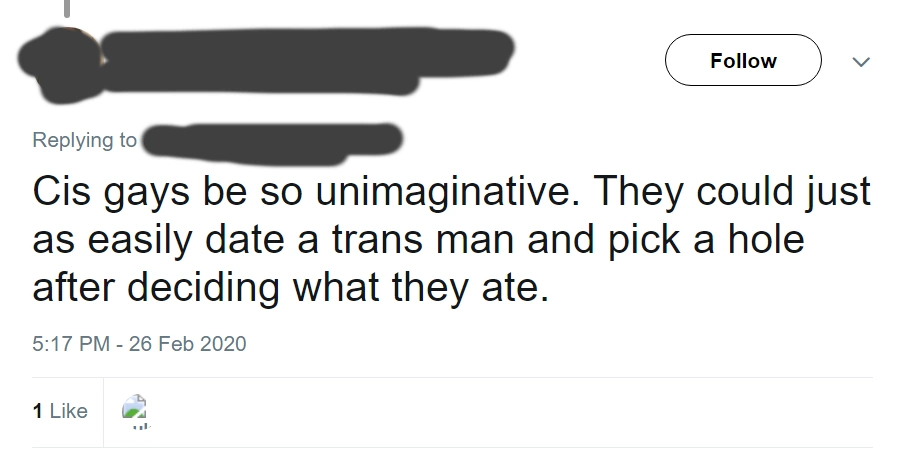 Follow
Replying to
Cis gays be so unimaginative. They could just
as easily date a trans man and pick a hole
after deciding what they ate.
5:17 PM - 26 Feb 2020
1 Like